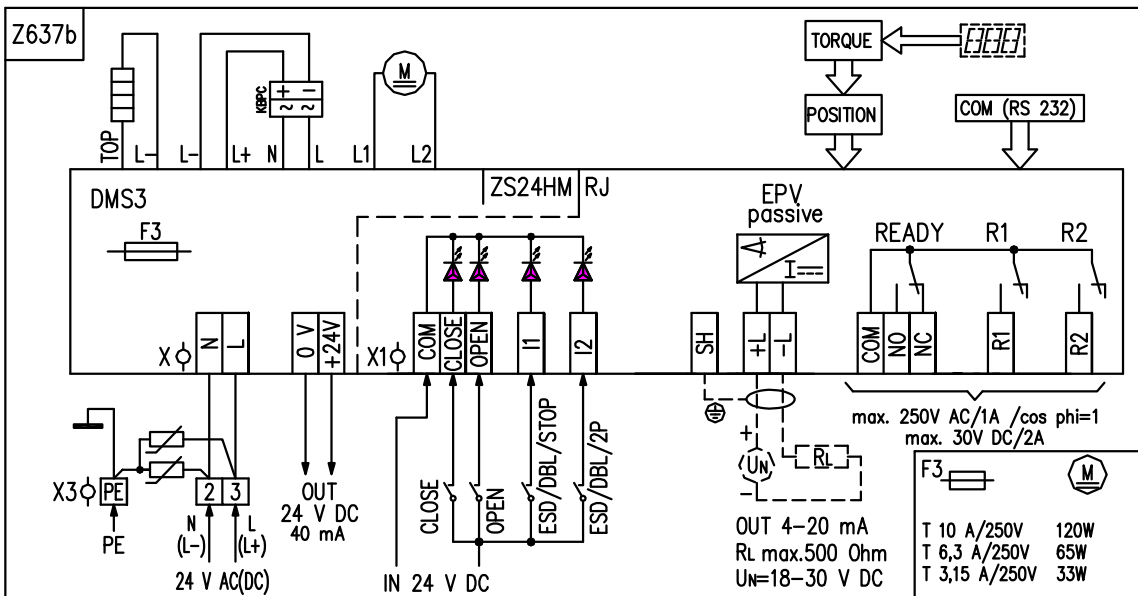 Z637b
TORQUE
8888
POSITION
COM (RS 232)
M
KBPC
+ −
~ ~
TOP L− L− L+ N L L1 L2
DMS3
ZS24HM RJ
F3
EPV
passive
I
READY R1 R2
X N L
0 V +24V
X1 COM CLOSE OPEN I1 I2
SH +L −L
COM NO NC R1 R2
max. 250V AC/1A /cos phi=1
max. 30V DC/2A
X3 PE 2 3
PE
N L
(L−) (L+)
24 V AC(DC)
OUT
24 V DC
40 mA
CLOSE OPEN ESD/DBL/STOP ESD/DBL/2P
IN 24 V DC
+ UN −
RL
OUT 4−20 mA
RL max.500 Ohm
UN=18−30 V DC
F3 M
T 10 A/250V 120W
T 6,3 A/250V 65W
T 3,15 A/250V 33W